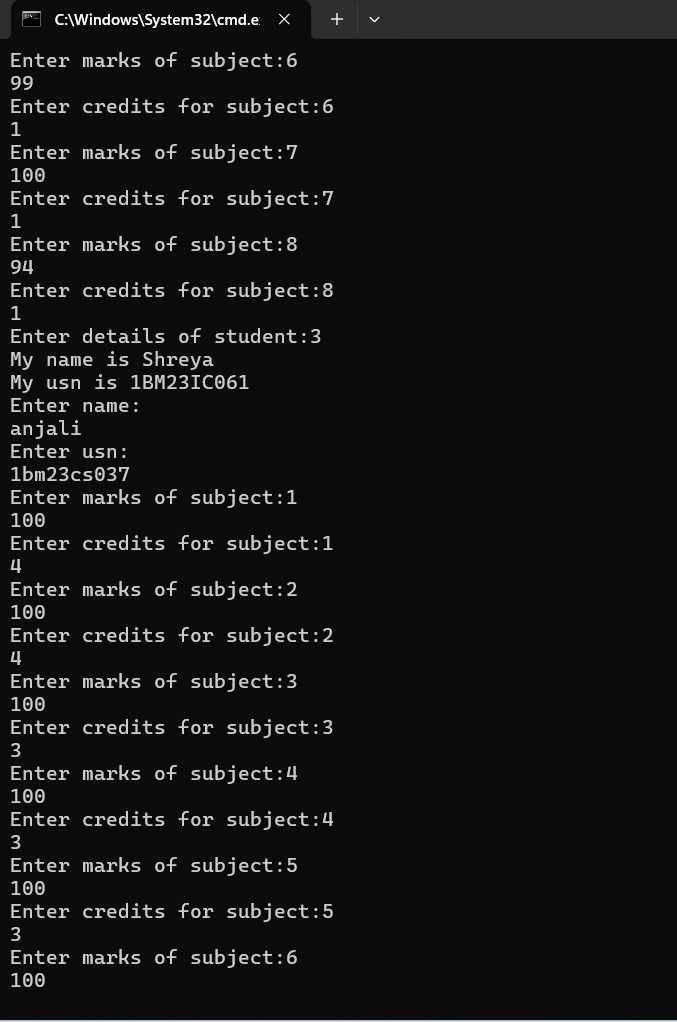 C:\Windows\System32\cmd.e
Enter marks of subject:6
99
Enter credits for subject:6
1
Enter marks of subject:7
100
Enter credits for subject:7
1
Enter marks of subject:8
94
Enter credits for subject:8
1
Enter details of student:3
My name is Shreya
My usn is 1BM23IC061
Enter name:
anjali
Enter usn:
1bm23cs037
Enter marks of subject:1
100
Enter credits for subject:1
4
Enter marks of subject:2
100
Enter credits for subject:2
4
Enter marks of subject:3
100
Enter credits for subject:3
3
Enter marks of subject:4
100
Enter credits for subject:4
3
Enter marks of subject:5
100
Enter credits for subject:5
3
Enter marks of subject:6
100